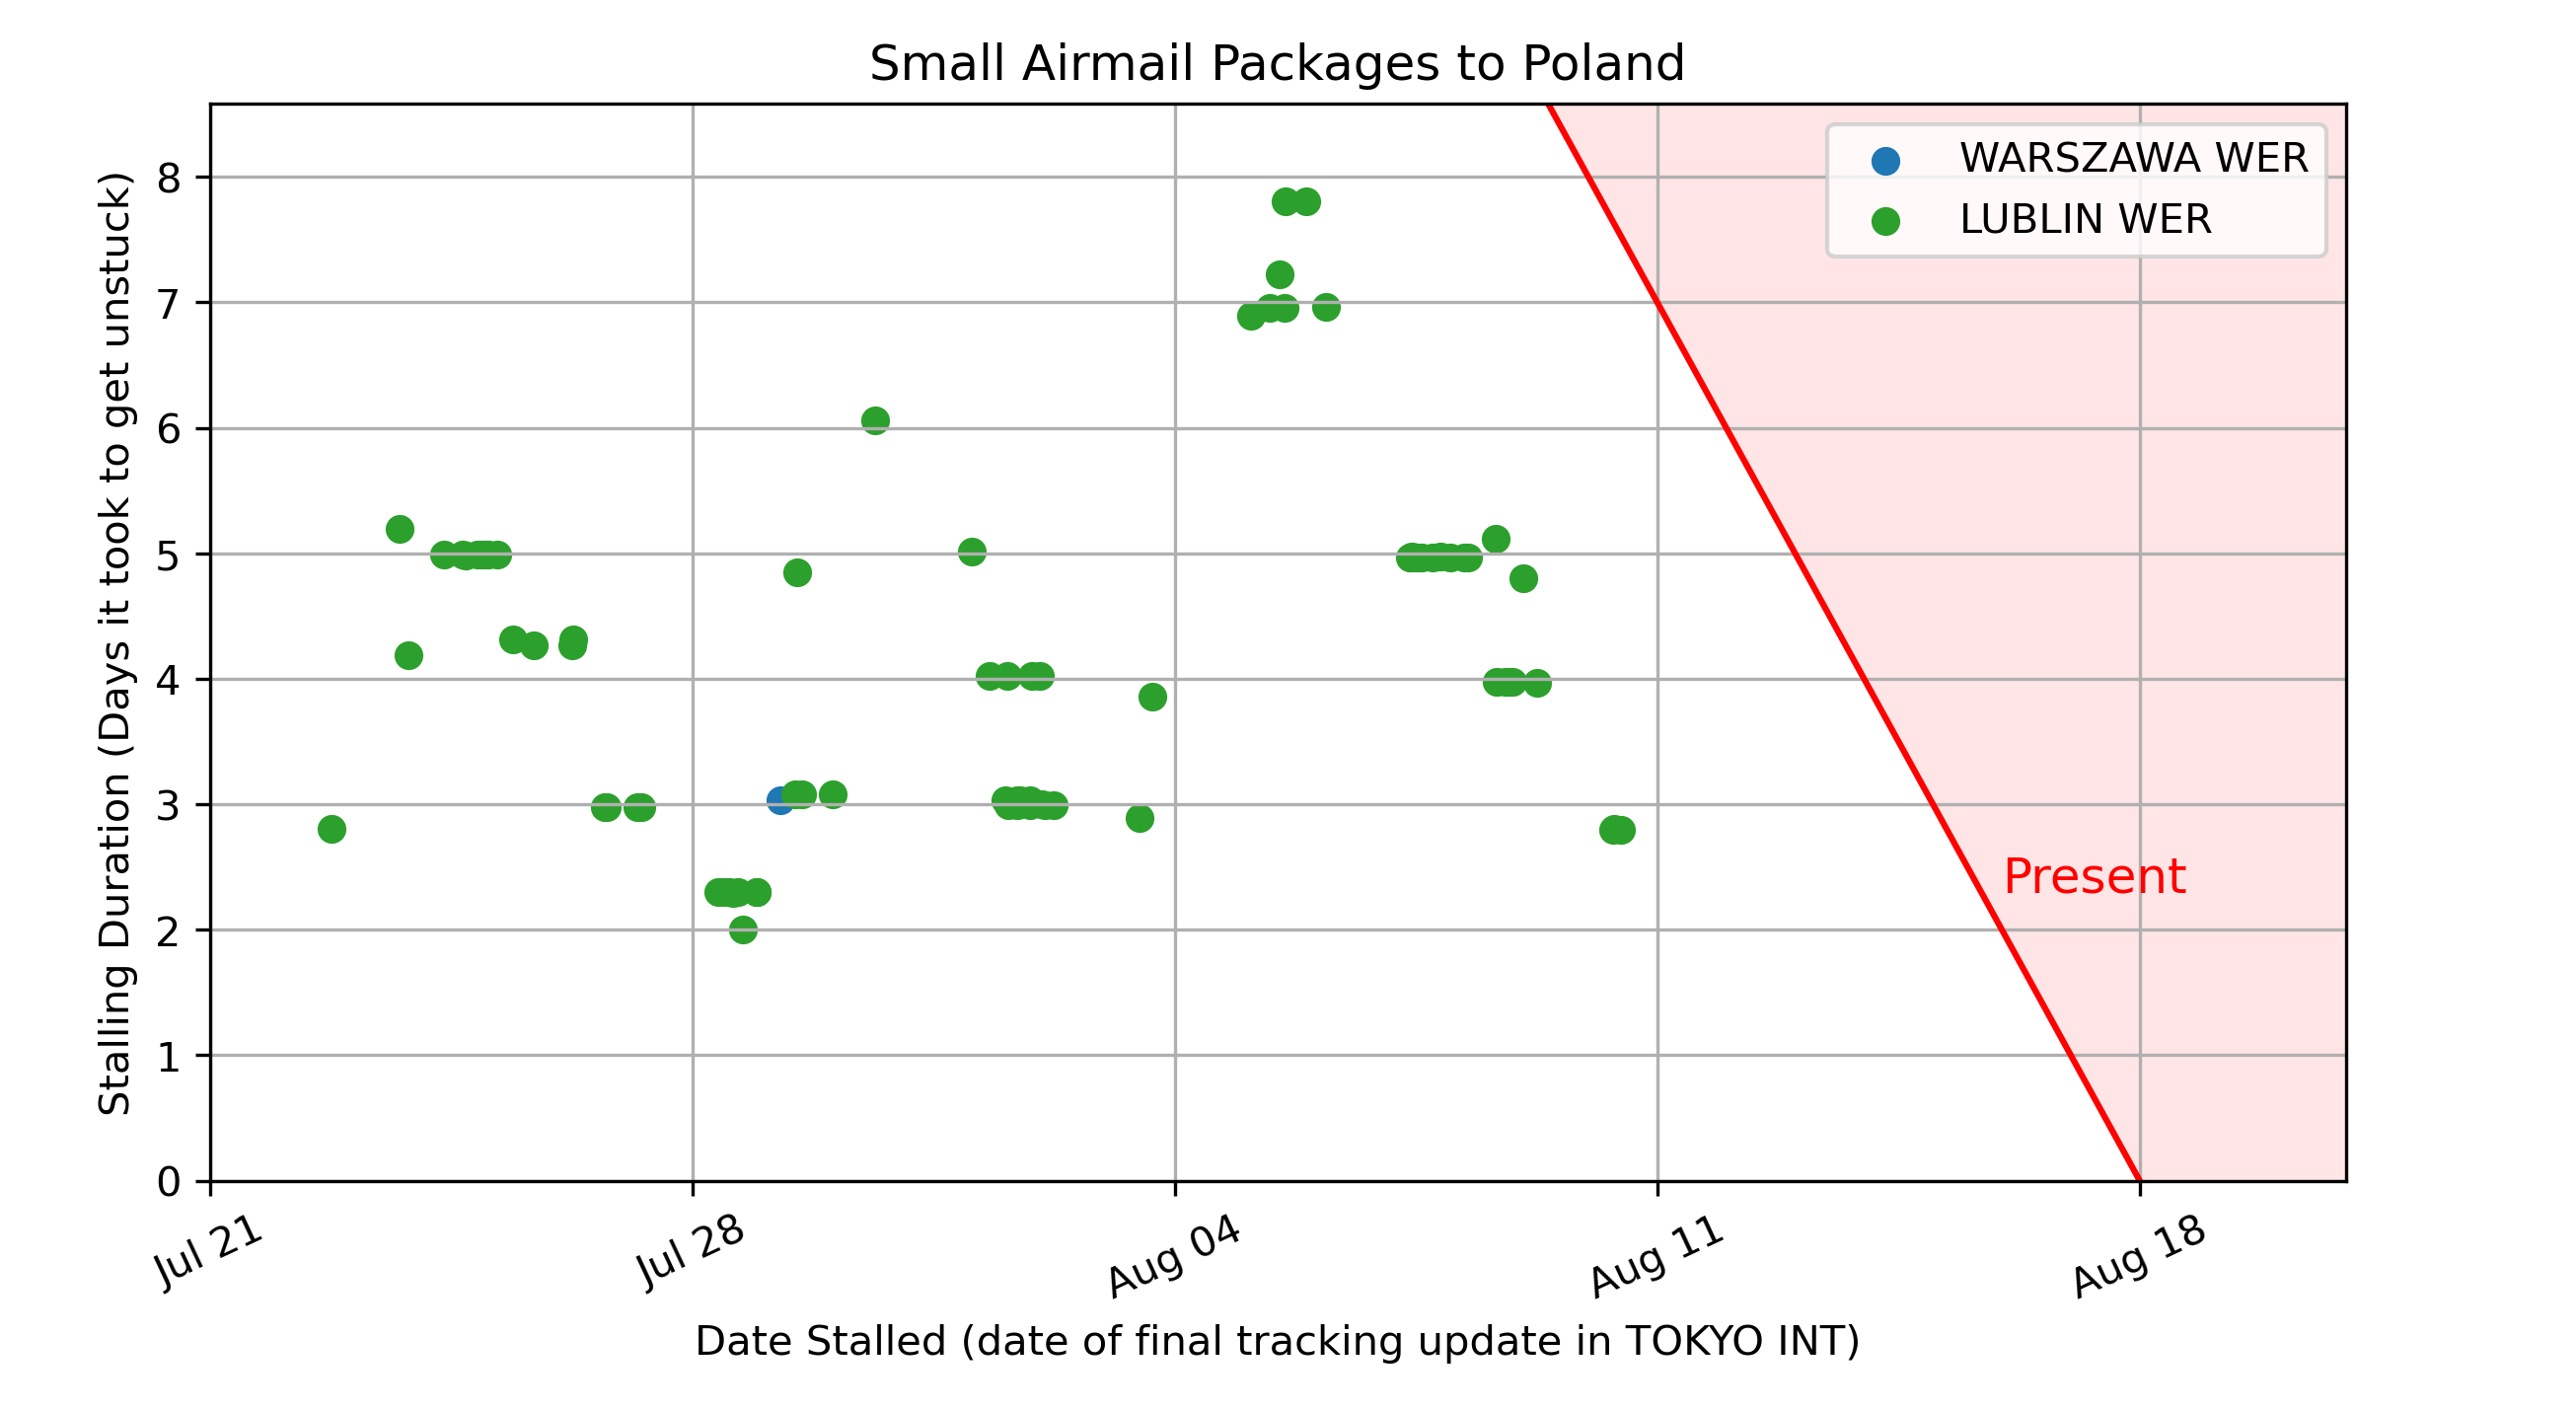 Small Airmail Packages to Poland
WARSZAWA WER
LUBLIN WER
Stalling Duration (Days it took to get unstuck)
8
7
6
5
4
3
2
1
0
Present
Jul 21
Jul 28
Aug 04
Aug 11
Aug 18
Date Stalled (date of final tracking update in TOKYO INT)